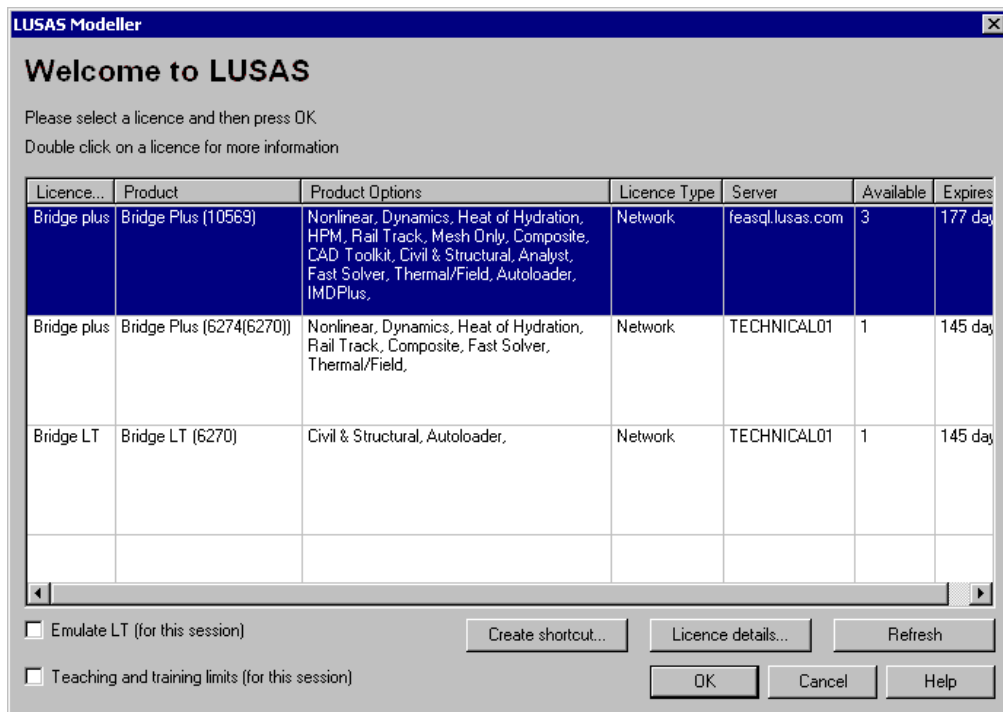 LUSAS Modeller
Welcome to LUSAS
Please select a licence and then press OK
Double click on a licence for more information
Licence... Product Product Options Licence Type Server Available Expires
Bridge plus Bridge Plus (10569) Nonlinear, Dynamics, Heat of Hydration, Network feasql.lusas.com 3 177 day
HPM, Rail Track, Mesh Only, Composite,
CAD Toolkit, Civil & Structural, Analyst,
Fast Solver, Thermal/Field, Autoloader,
IMDPlus,
Bridge plus Bridge Plus (6274(6270)) Nonlinear, Dynamics, Heat of Hydration, Network TECHNICAL01 1 145 day
Rail Track, Composite, Fast Solver,
Thermal/Field,
Bridge LT Bridge LT (6270) Civil & Structural, Autoloader, Network TECHNICAL01 1 145 day
Emulate LT (for this session) Create shortcut... Licence details... Refresh
Teaching and training limits (for this session) OK Cancel Help